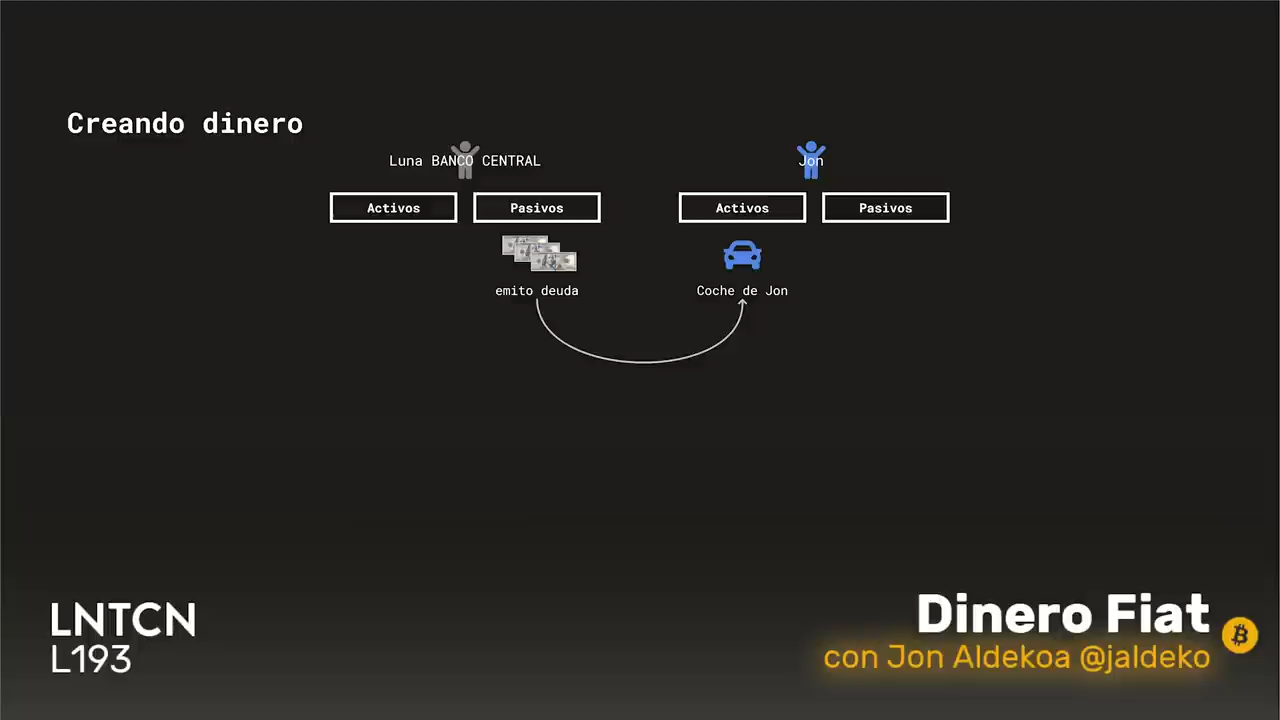 Creando dinero
Luna BANCO CENTRAL
Jon
Activos
Pasivos
Activos
Pasivos
emito deuda
Coche de Jon
LNTCN
L193
Dinero Fiat
con Jon Aldekoa @jaldeko